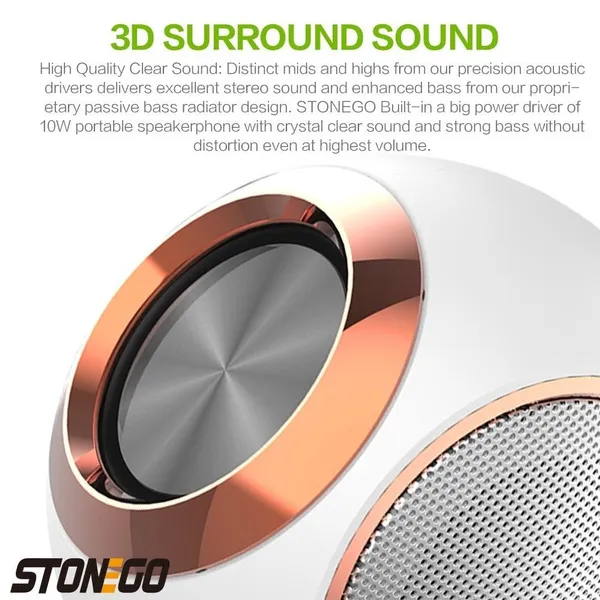 3D SURROUND SOUND
High Quality Clear Sound: Distinct mids and highs from our precision acoustic
drivers delivers excellent stereo sound and enhanced bass from our propri-
etary passive bass radiator design. STONEGO Built-in a big power driver of
10W portable speakerphone with crystal clear sound and strong bass without
distortion even at highest volume.
STONEGO